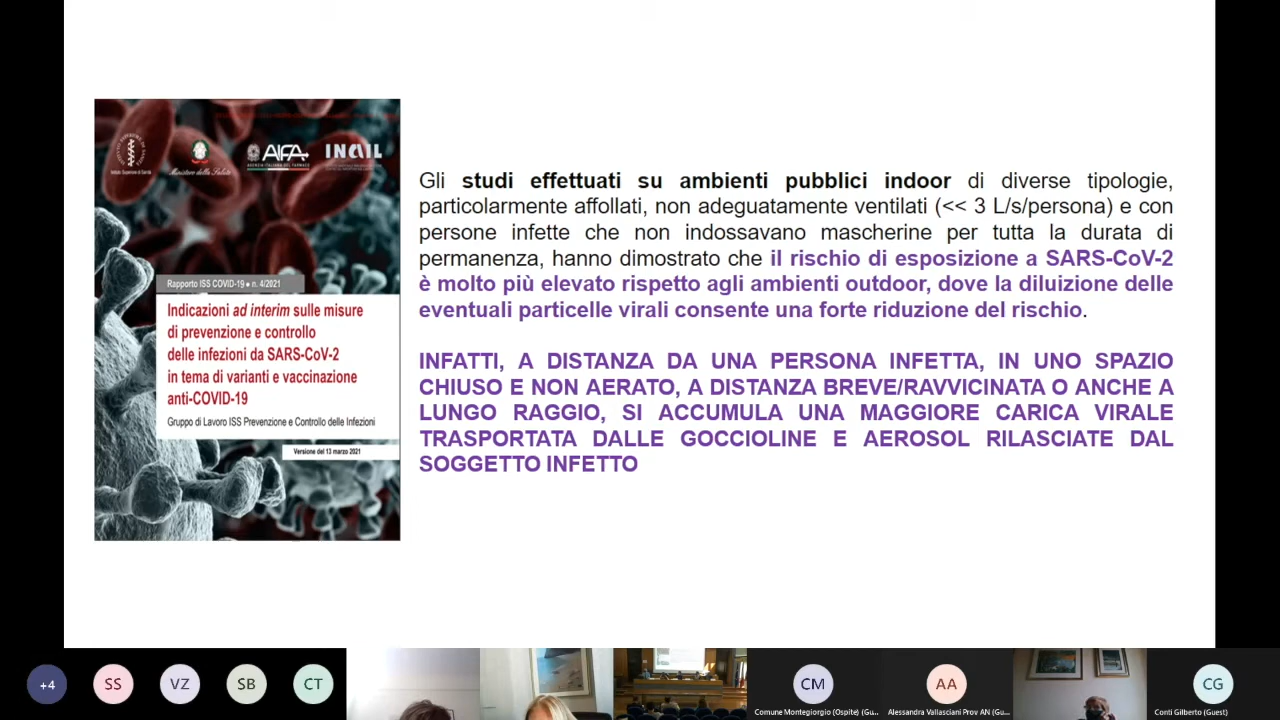 AIFA
AGENZIA ITALIANA DEL FARMACO
INAIL
Istituto Superiore di Sanità
Ministero della Salute
Rapporto ISS COVID-19 ● n. 4/2021
Indicazioni ad interim sulle misure
di prevenzione e controllo
delle infezioni da SARS-CoV-2
in tema di varianti e vaccinazione
anti-COVID-19
Gruppo di Lavoro ISS Prevenzione e Controllo delle Infezioni
Versione del 13 marzo 2021
Gli studi effettuati su ambienti pubblici indoor di diverse tipologie,
particolarmente affollati, non adeguatamente ventilati (<< 3 L/s/persona) e con
persone infette che non indossavano mascherine per tutta la durata di
permanenza, hanno dimostrato che il rischio di esposizione a SARS-CoV-2
è molto più elevato rispetto agli ambienti outdoor, dove la diluizione delle
eventuali particelle virali consente una forte riduzione del rischio.
INFATTI, A DISTANZA DA UNA PERSONA INFETTA, IN UNO SPAZIO
CHIUSO E NON AERATO, A DISTANZA BREVE/RAVVICINATA O ANCHE A
LUNGO RAGGIO, SI ACCUMULA UNA MAGGIORE CARICA VIRALE
TRASPORTATA DALLE GOCCIOLINE E AEROSOL RILASCIATE DAL
SOGGETTO INFETTO
+4
SS
VZ
SB
CT
CM
AA
CG
Comune Montegiorgio (Ospite) (Gu...
Alessandra Vallasciani Prov AN (Gu...
Conti Gilberto (Guest)